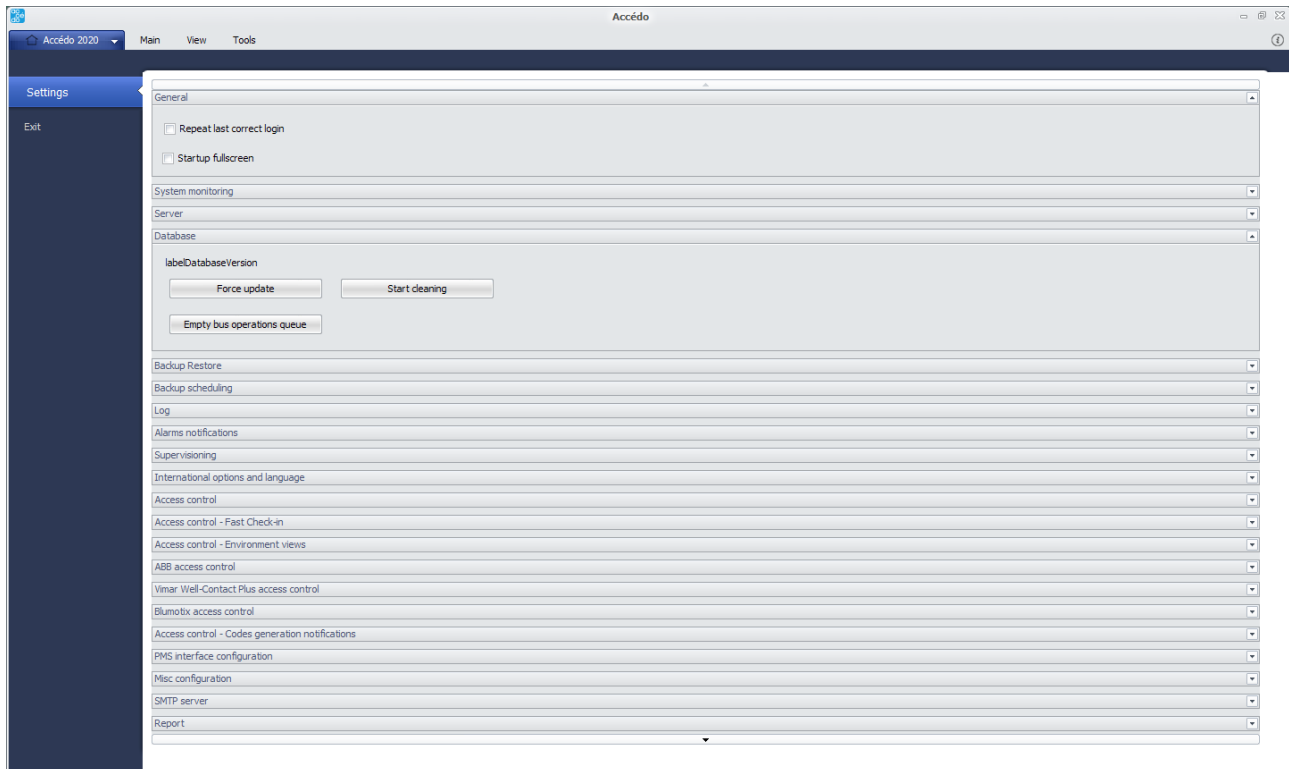 Accédo
Accédo 2020 Main View Tools
Settings
Exit
General
Repeat last correct login
Startup fullscreen
System monitoring
Server
Database
labelDatabaseVersion
Force update Start cleaning
Empty bus operations queue
Backup Restore
Backup scheduling
Log
Alarms notifications
Supervisioning
International options and language
Access control
Access control - Fast Check-in
Access control - Environment views
ABB access control
Vimar Well-Contact Plus access control
Blumotix access control
Access control - Codes generation notifications
PMS interface configuration
Misc configuration
SMTP server
Report